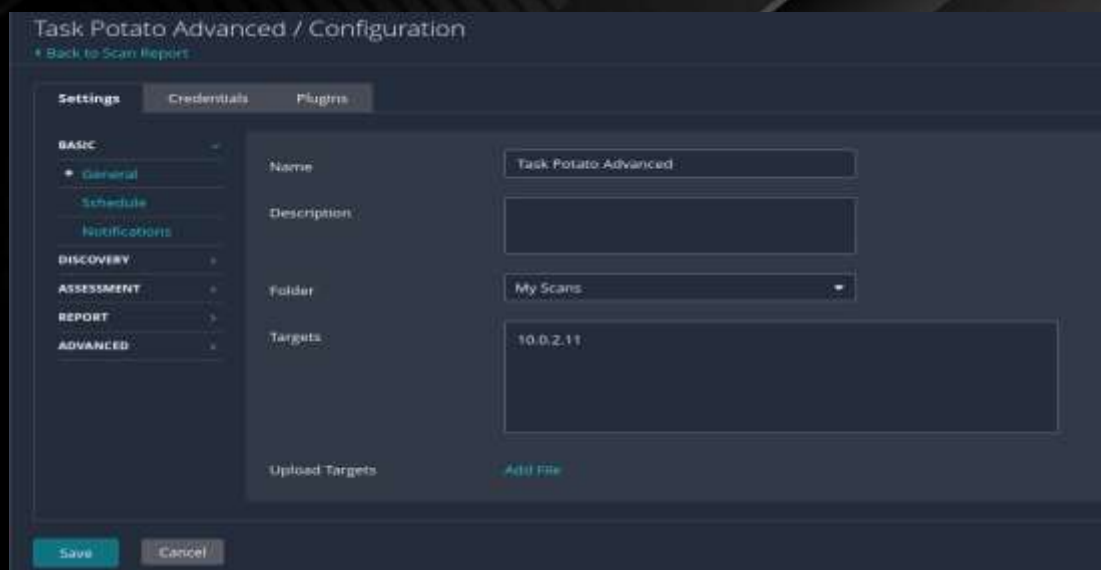 Task Potato Advanced / Configuration
Back to Scan Report
Settings Credentials Plugins
BASIC
General
Schedule
Notifications
DISCOVERY
ASSESSMENT
REPORT
ADVANCED
Name Task Potato Advanced
Description
Folder My Scans
Targets 10.0.2.11
Upload Targets Add File
Save Cancel